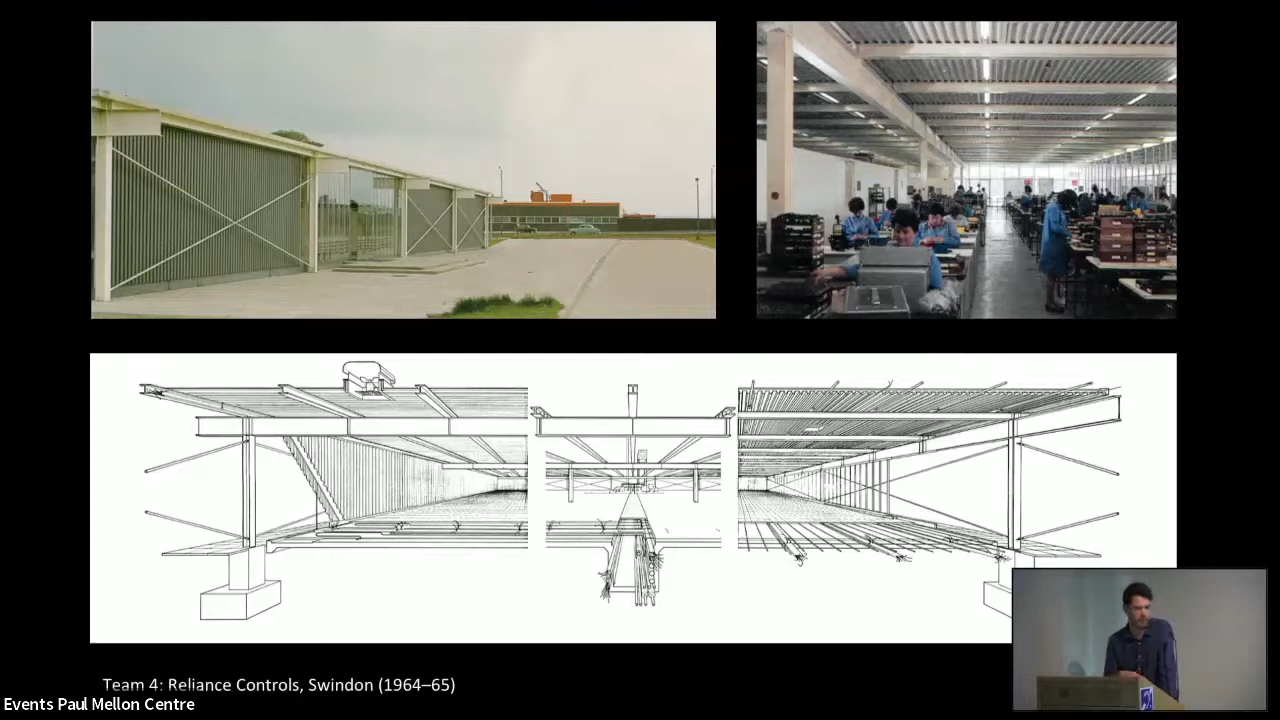 Team 4: Reliance Controls, Swindon (1964–65)
Events Paul Mellon Centre